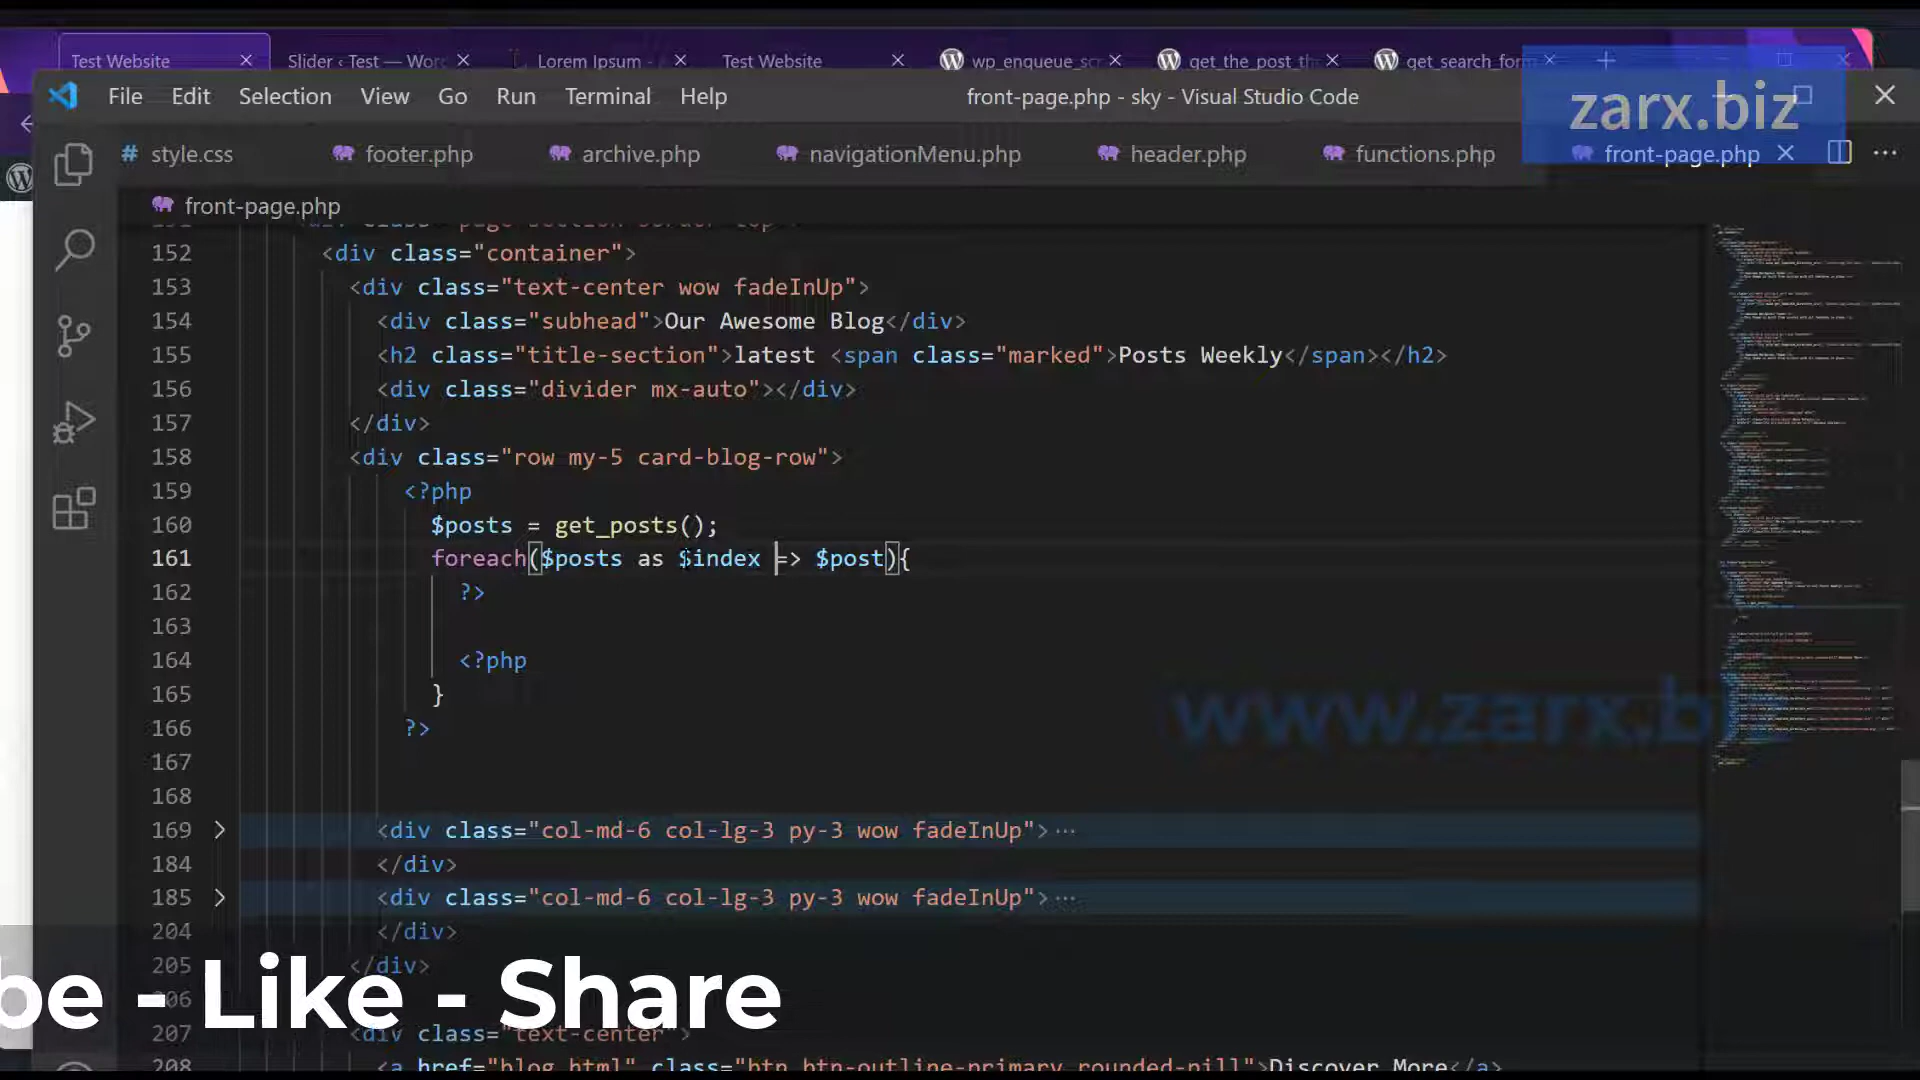 Test Website
Slider ‹ Test — Worc
Lorem Ipsum -
Test Website
wp_enqueue_scr
get_the_post_th
get_search_form
File Edit Selection View Go Run Terminal Help
front-page.php - sky - Visual Studio Code
zarx.biz
# style.css
footer.php
archive.php
navigationMenu.php
header.php
functions.php
front-page.php
front-page.php
152 <div class="container">
153 <div class="text-center wow fadeInUp">
154 <div class="subhead">Our Awesome Blog</div>
155 <h2 class="title-section">latest <span class="marked">Posts Weekly</span></h2>
156 <div class="divider mx-auto"></div>
157 </div>
158 <div class="row my-5 card-blog-row">
159 <?php
160 $posts = get_posts();
161 foreach($posts as $index => $post){
162 ?>
163
164 <?php
165 }
166 ?>
167
168
169 <div class="col-md-6 col-lg-3 py-3 wow fadeInUp">···
184 </div>
185 <div class="col-md-6 col-lg-3 py-3 wow fadeInUp">···
204 </div>
205 </div>
206
207 <div class="text-center">
208 <a href="blog.html" class="btn btn-outline-primary rounded-pill">Discover More</a>
www.zarx.biz
be - Like - Share